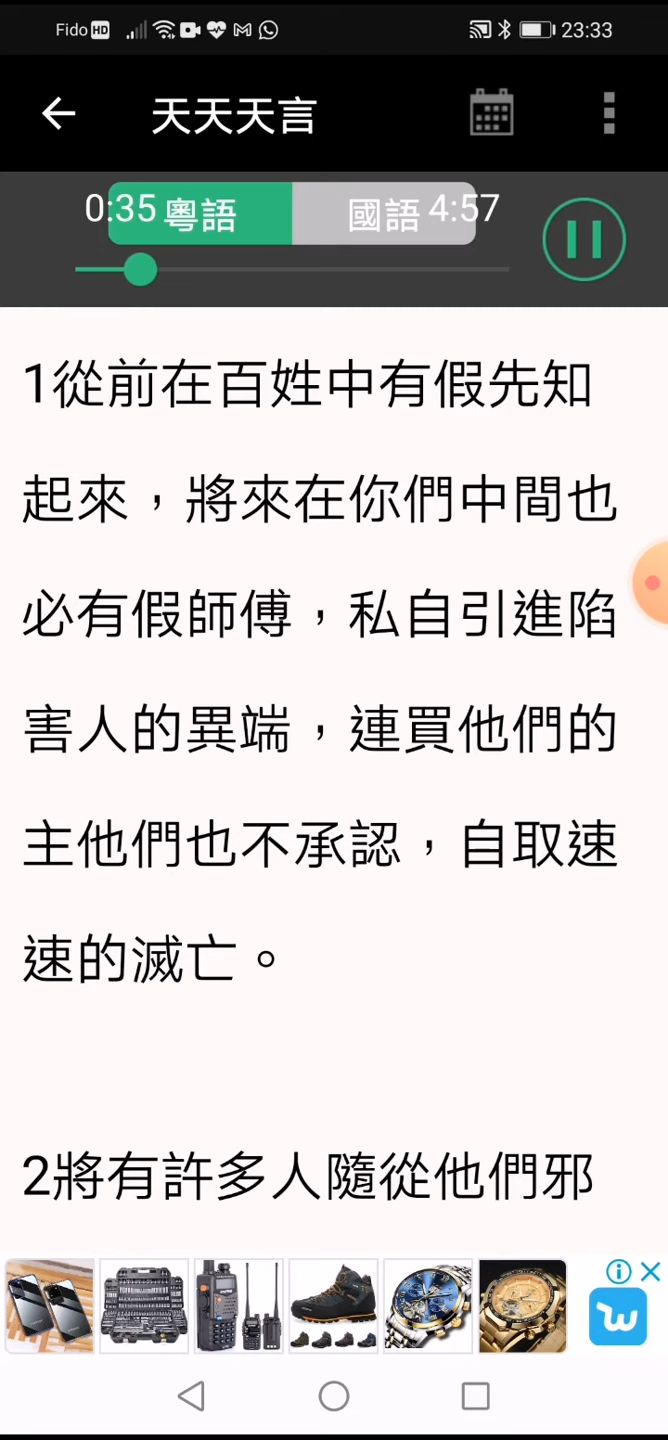 Fido HD 23:33
天天天言
0:35 粵語 國語 4:57
1從前在百姓中有假先知
起來，將來在你們中間也
必有假師傅，私自引進陷
害人的異端，連買他們的
主他們也不承認，自取速
速的滅亡。
2將有許多人隨從他們邪